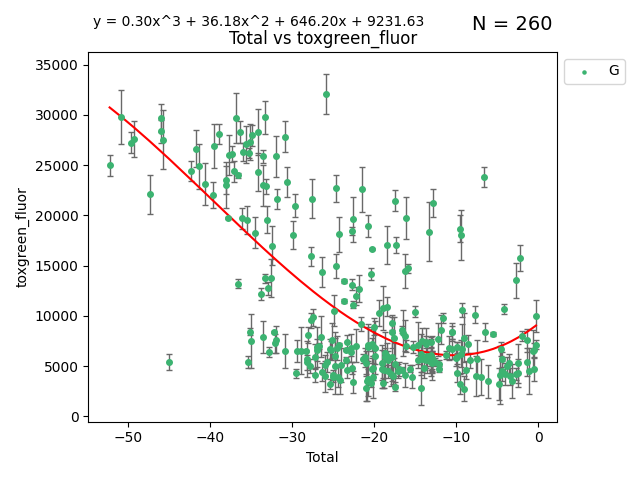 y = 0.30x^3 + 36.18x^2 + 646.20x + 9231.63
N = 260
Total vs toxgreen_fluor
G
toxgreen_fluor
35000
30000
25000
20000
15000
10000
5000
0
−50
−40
−30
−20
−10
0
Total